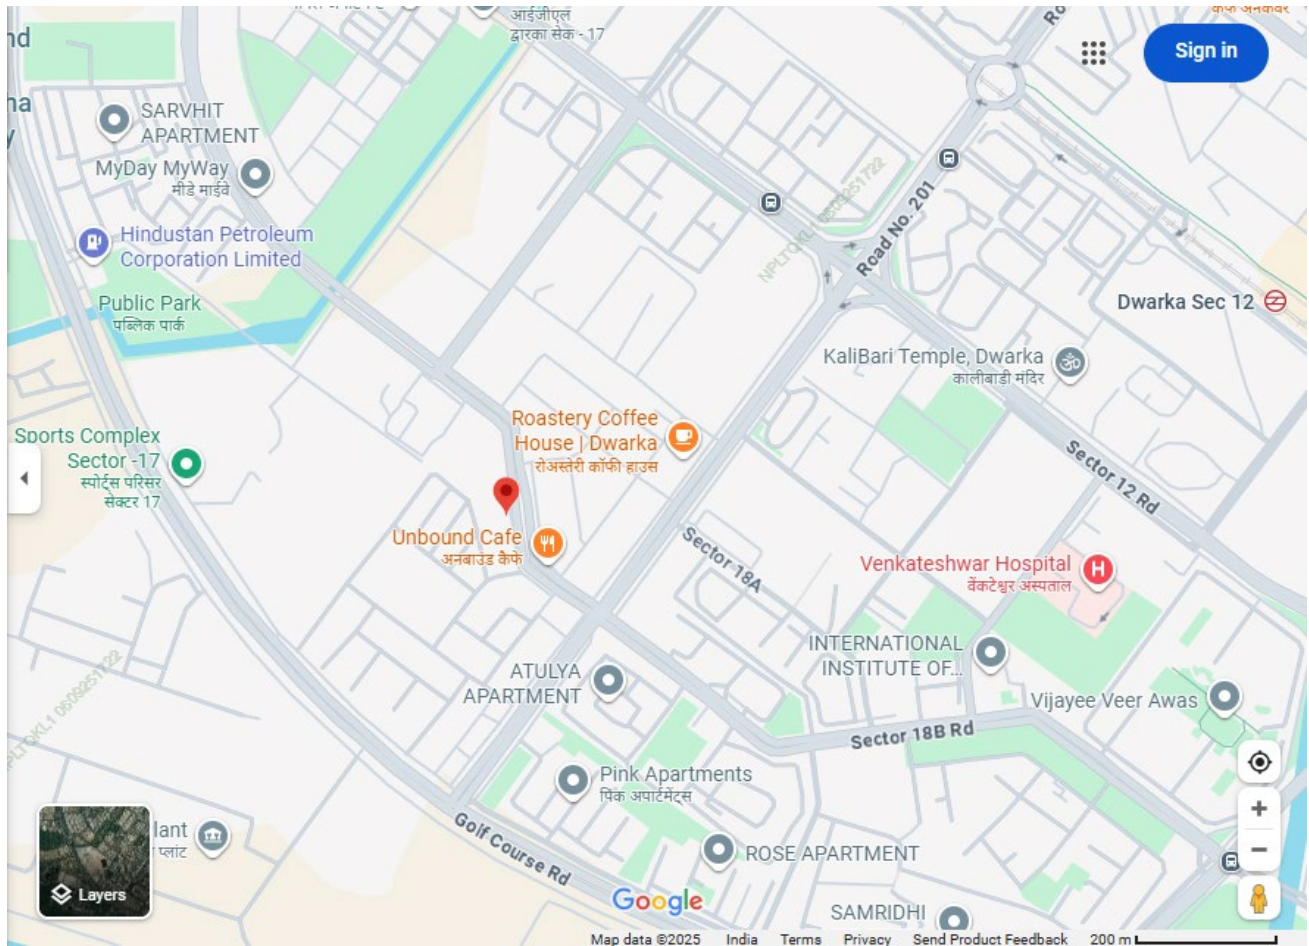 आईजीएल
द्वारका सेक - 17
Sign in
SARVHIT
APARTMENT
MyDay MyWay
मीडे माईवे
Hindustan Petroleum
Corporation Limited
Public Park
पब्लिक पार्क
NPLTQKL1 0609251722
Road No. 201
Dwarka Sec 12
KaliBari Temple, Dwarka
कालीबाड़ी मंदिर
Roastery Coffee
House | Dwarka
रोअस्तेरी कॉफी हाउस
Sports Complex
Sector -17
स्पोर्ट्स परिसर
सेक्टर 17
Sector 12 Rd
Unbound Cafe
अनबाउंड कैफे
Sector 18A
Venkateshwar Hospital
वेंकटेश्वर अस्पताल
INTERNATIONAL
INSTITUTE OF...
ATULYA
APARTMENT
Vijayee Veer Awas
Sector 18B Rd
Pink Apartments
पिंक अपार्टमेंट्स
lant
प्लांट
Golf Course Rd
ROSE APARTMENT
Layers
Google
SAMRIDHI
Map data ©2025 India Terms Privacy Send Product Feedback 200 m